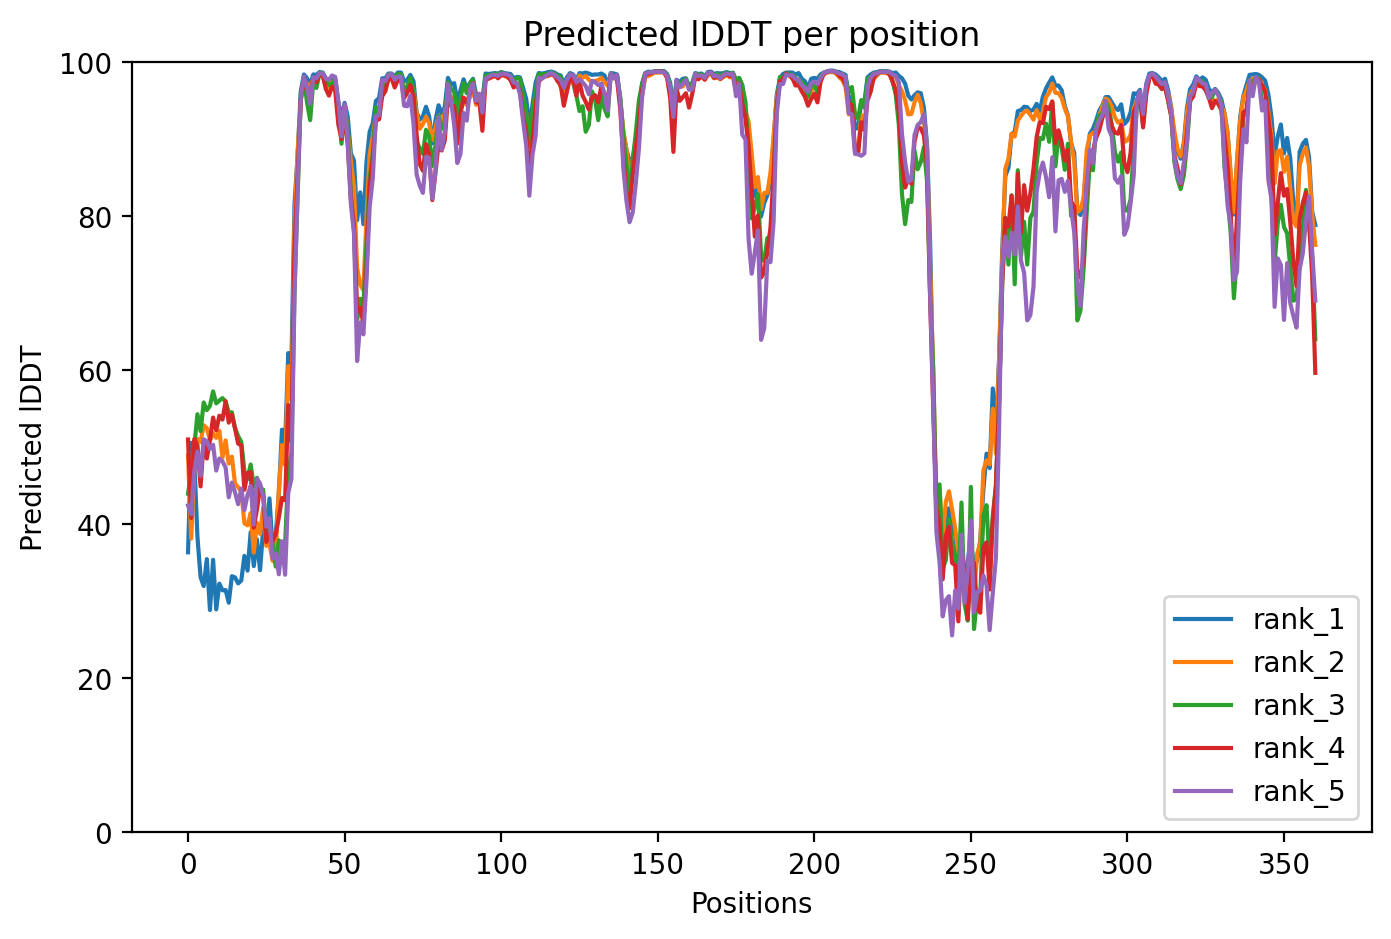 Predicted lDDT per position
100
80
60
40
20
0
Predicted lDDT
0 50 100 150 200 250 300 350
Positions
rank_1
rank_2
rank_3
rank_4
rank_5